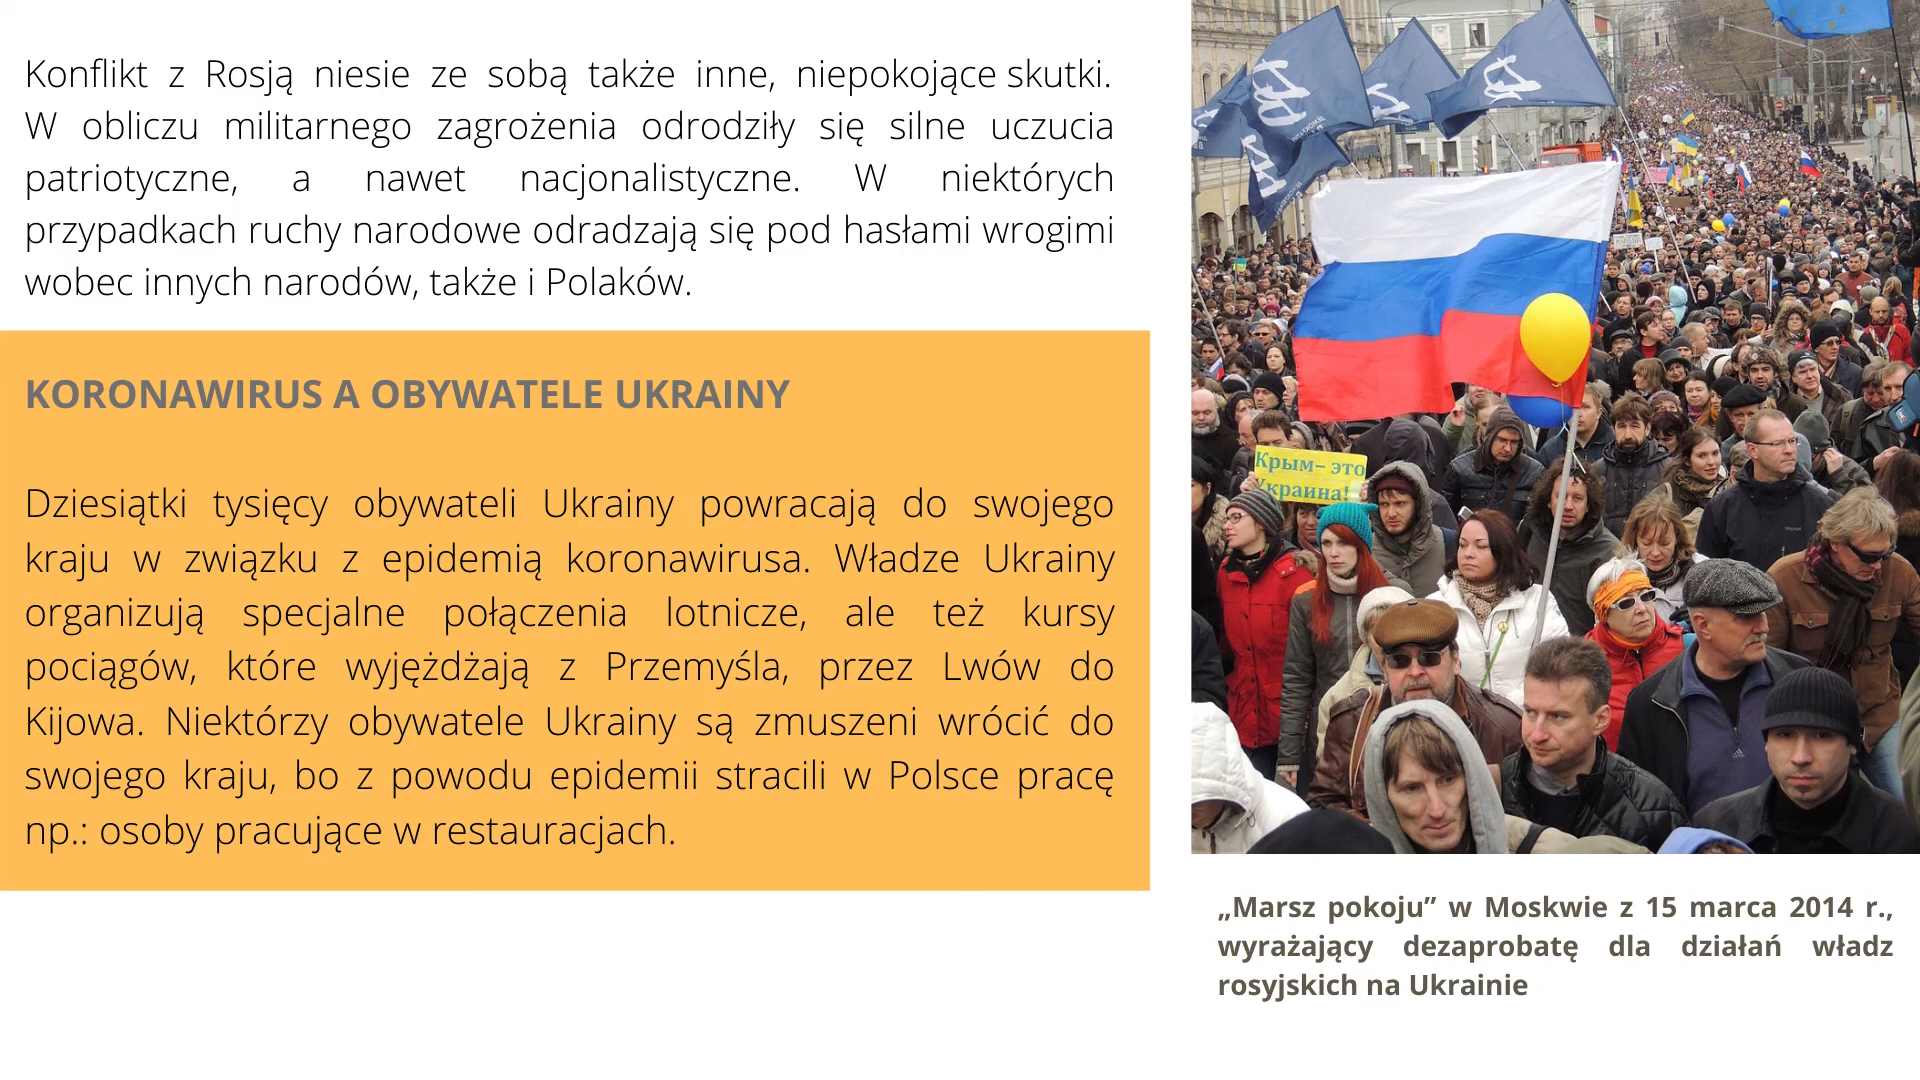 Konflikt z Rosją niesie ze sobą także inne, niepokojące skutki.
W obliczu militarnego zagrożenia odrodziły się silne uczucia
patriotyczne, a nawet nacjonalistyczne. W niektórych
przypadkach ruchy narodowe odradzają się pod hasłami wrogimi
wobec innych narodów, także i Polaków.
KORONAWIRUS A OBYWATELE UKRAINY
Dziesiątki tysięcy obywateli Ukrainy powracają do swojego
kraju w związku z epidemią koronawirusa. Władze Ukrainy
organizują specjalne połączenia lotnicze, ale też kursy
pociągów, które wyjężdżają z Przemyśla, przez Lwów do
Kijowa. Niektórzy obywatele Ukrainy są zmuszeni wrócić do
swojego kraju, bo z powodu epidemii stracili w Polsce pracę
np.: osoby pracujące w restauracjach.
Крым– это
Украина!
„Marsz pokoju” w Moskwie z 15 marca 2014 r.,
wyrażający dezaprobatę dla działań władz
rosyjskich na Ukrainie